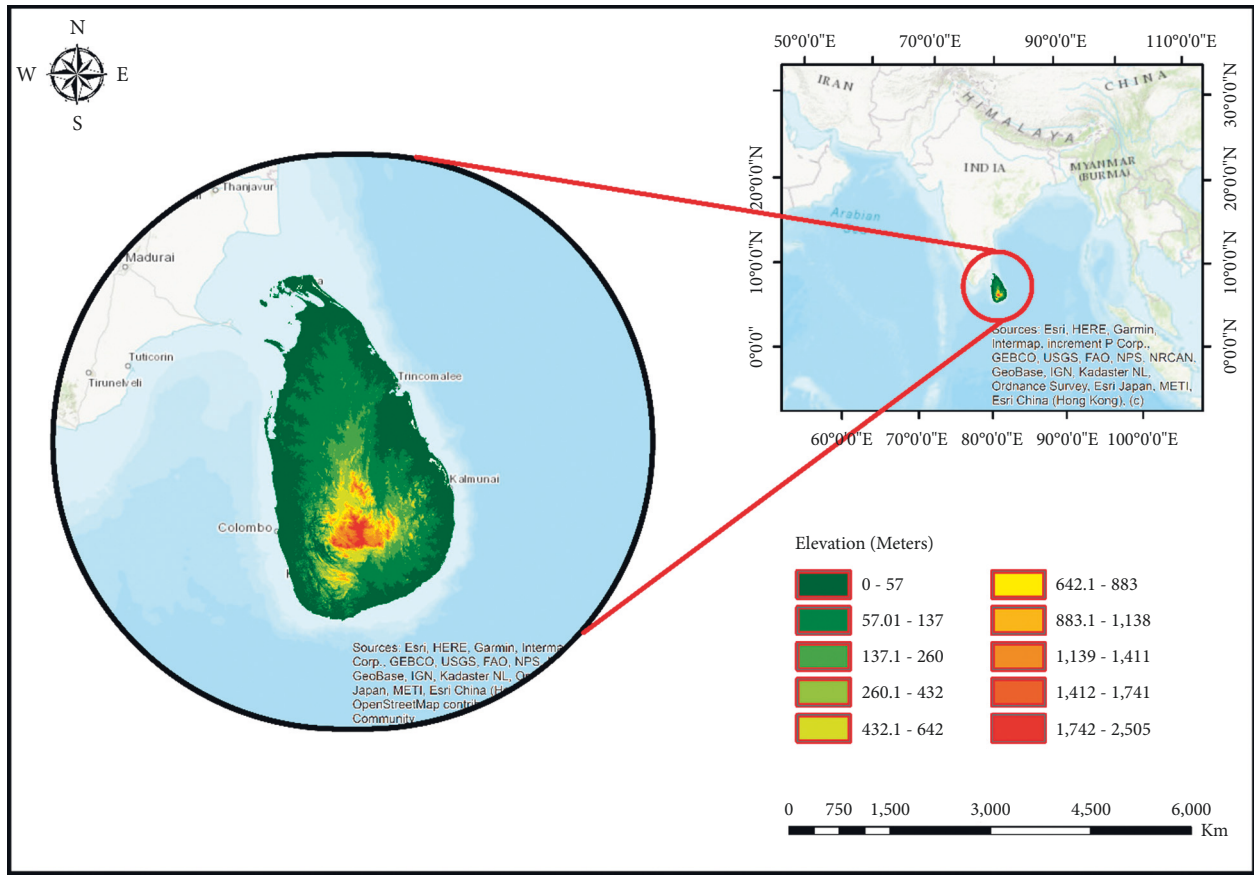 N
W E
S
50°0'0"E 70°0'0"E 90°0'0"E 110°0'0"E
30°0'0"N
20°0'0"N
10°0'0"N
0°0'0"
20°0'0"N
10°0'0"N
0°0'0"N
IRAN
CHINA
HIMALAYA
INDIA
MYANMAR
(BURMA)
Arabian
Sources: Esri, HERE, Garmin,
Intermap, increment P Corp.,
GEBCO, USGS, FAO, NPS, NRCAN,
GeoBase, IGN, Kadaster NL,
Ordnance Survey, Esri Japan, METI,
Esri China (Hong Kong), (c)
60°0'0"E 70°0'0"E 80°0'0"E 90°0'0"E 100°0'0"E
Thanjavur
Madurai
Tuticorin
Tirunelveli
Trincomalee
Kalmunai
Colombo
Sources: Esri, HERE, Garmin,
Corp., GEBCO, USGS, FAO, NPS,
GeoBase, IGN, Kadaster NL,
Japan, METI, Esri China
OpenStreetMap
Community
Elevation (Meters)
0 - 57
57.01 - 137
137.1 - 260
260.1 - 432
432.1 - 642
642.1 - 883
883.1 - 1,138
1,139 - 1,411
1,412 - 1,741
1,742 - 2,505
0 750 1,500 3,000 4,500 6,000
Km